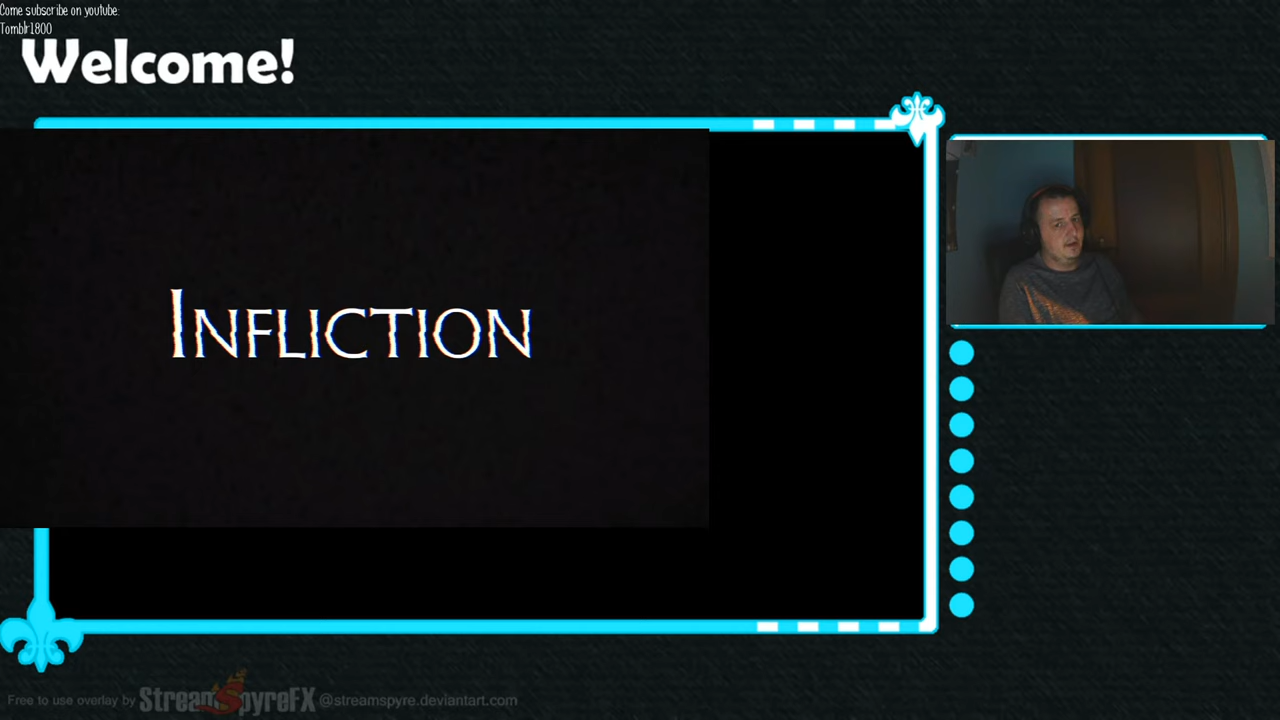 Come subscribe on youtube:
Tomblr1800
Welcome!
INFLICTION
Free to use overlay by StreamSpyreFX @streamspyre.deviantart.com